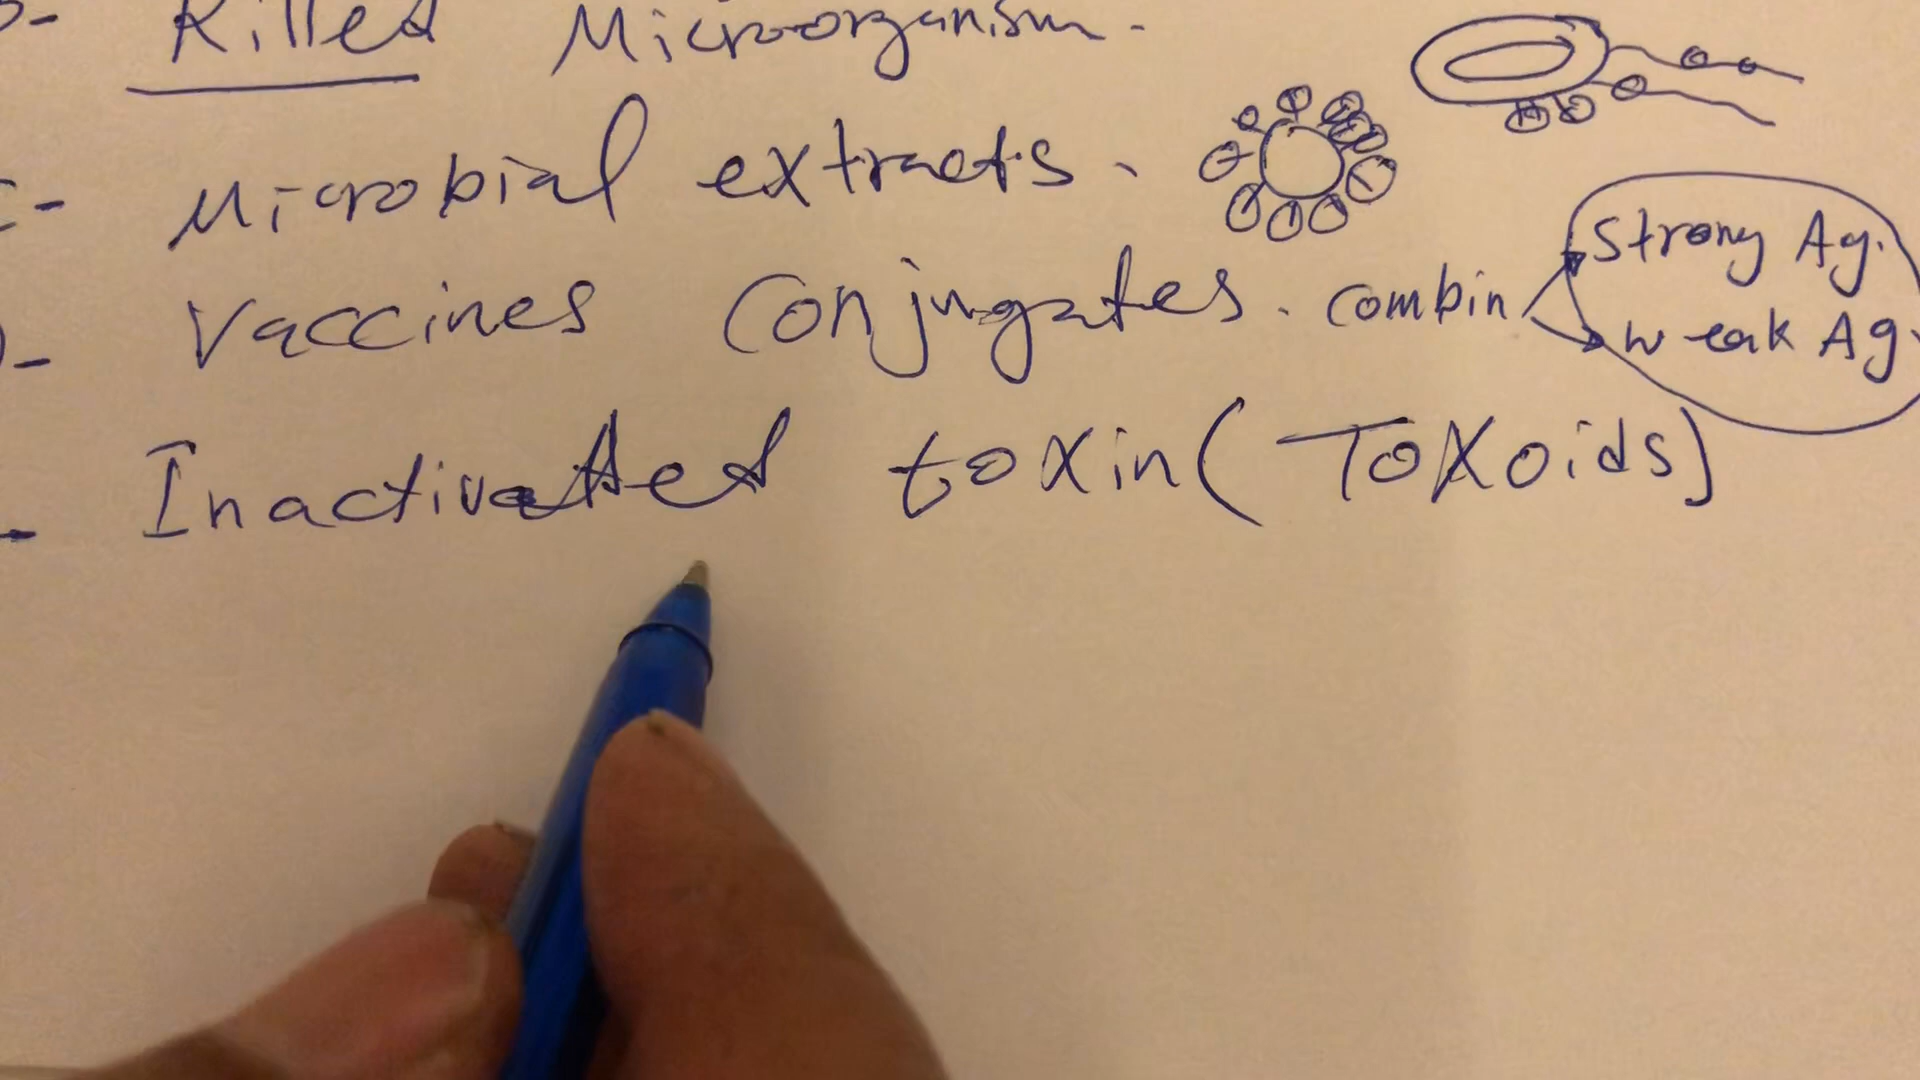 - Killed Microorganism.
- Microbial extracts.
- Vaccines Conjugates. combin
Strong Ag.
weak Ag.
- Inactivated toxin (Toxoids)